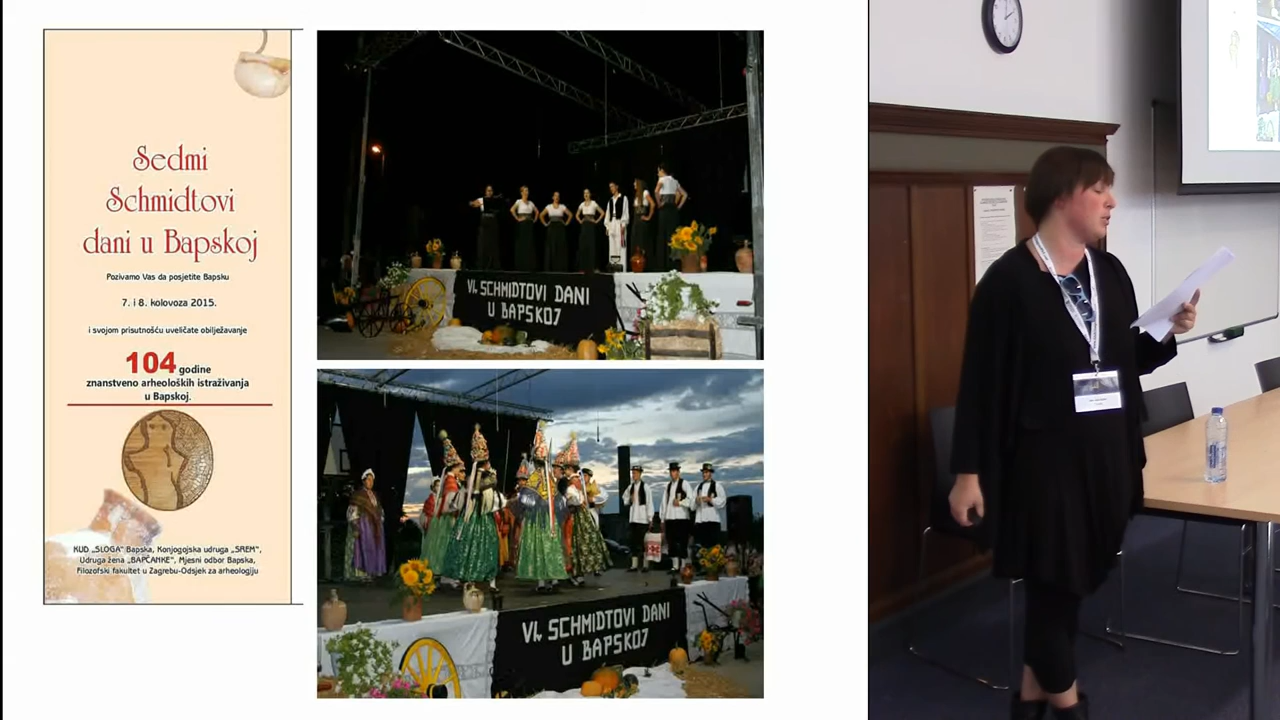 Sedmi
Schmidtovi
dani u Bapskoj
Pozivamo Vas da posjetite Bapsku
7. i 8. kolovoza 2015.
i svojom prisutnošću uveličate obilježavanje
104 godine
znanstveno arheoloških istraživanja
u Bapskoj.
KUD „SLOGA” Bapska, Konjogojska udruga „SREM”,
Udruga žena „BAPČANKE”, Mjesni odbor Bapska,
Filozofski fakultet u Zagrebu-Odsjek za arheologiju
VI. SCHMIDTOVI DANI
U BAPSKOJ
VI. SCHMIDTOVI DANI
U BAPSKOJ